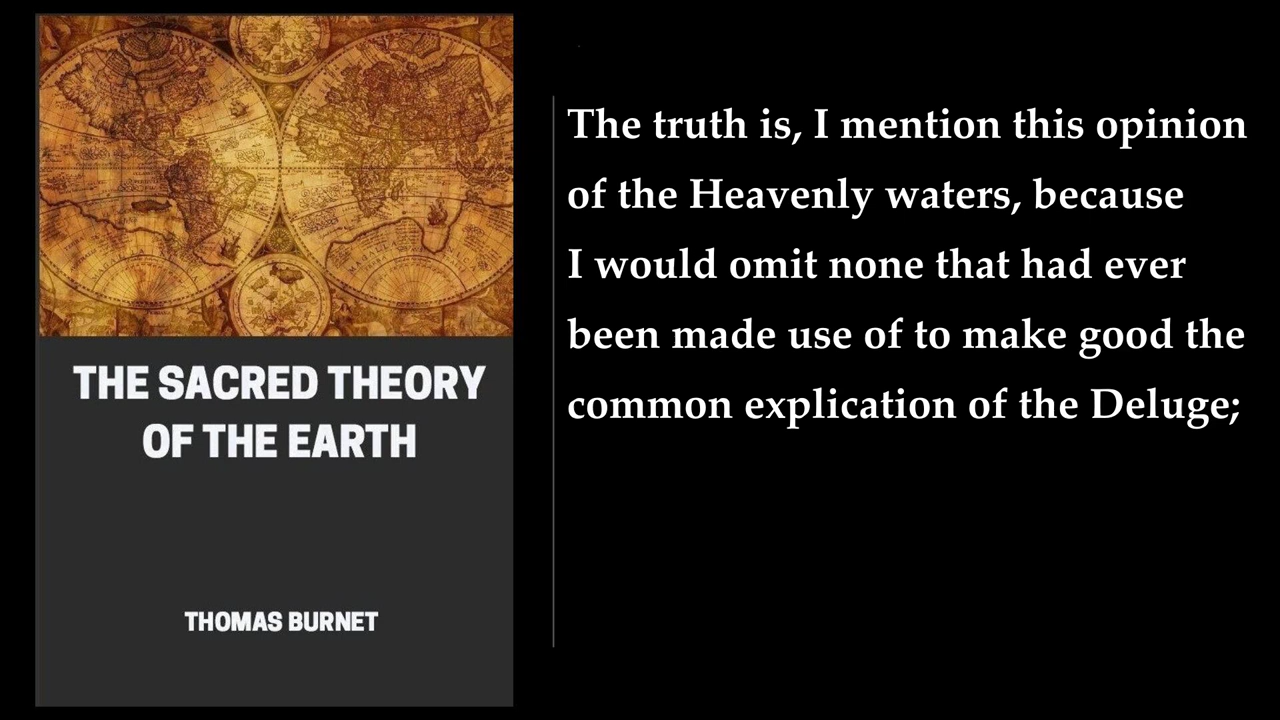 THE SACRED THEORY
OF THE EARTH
THOMAS BURNET
The truth is, I mention this opinion
of the Heavenly waters, because
I would omit none that had ever
been made use of to make good the
common explication of the Deluge;